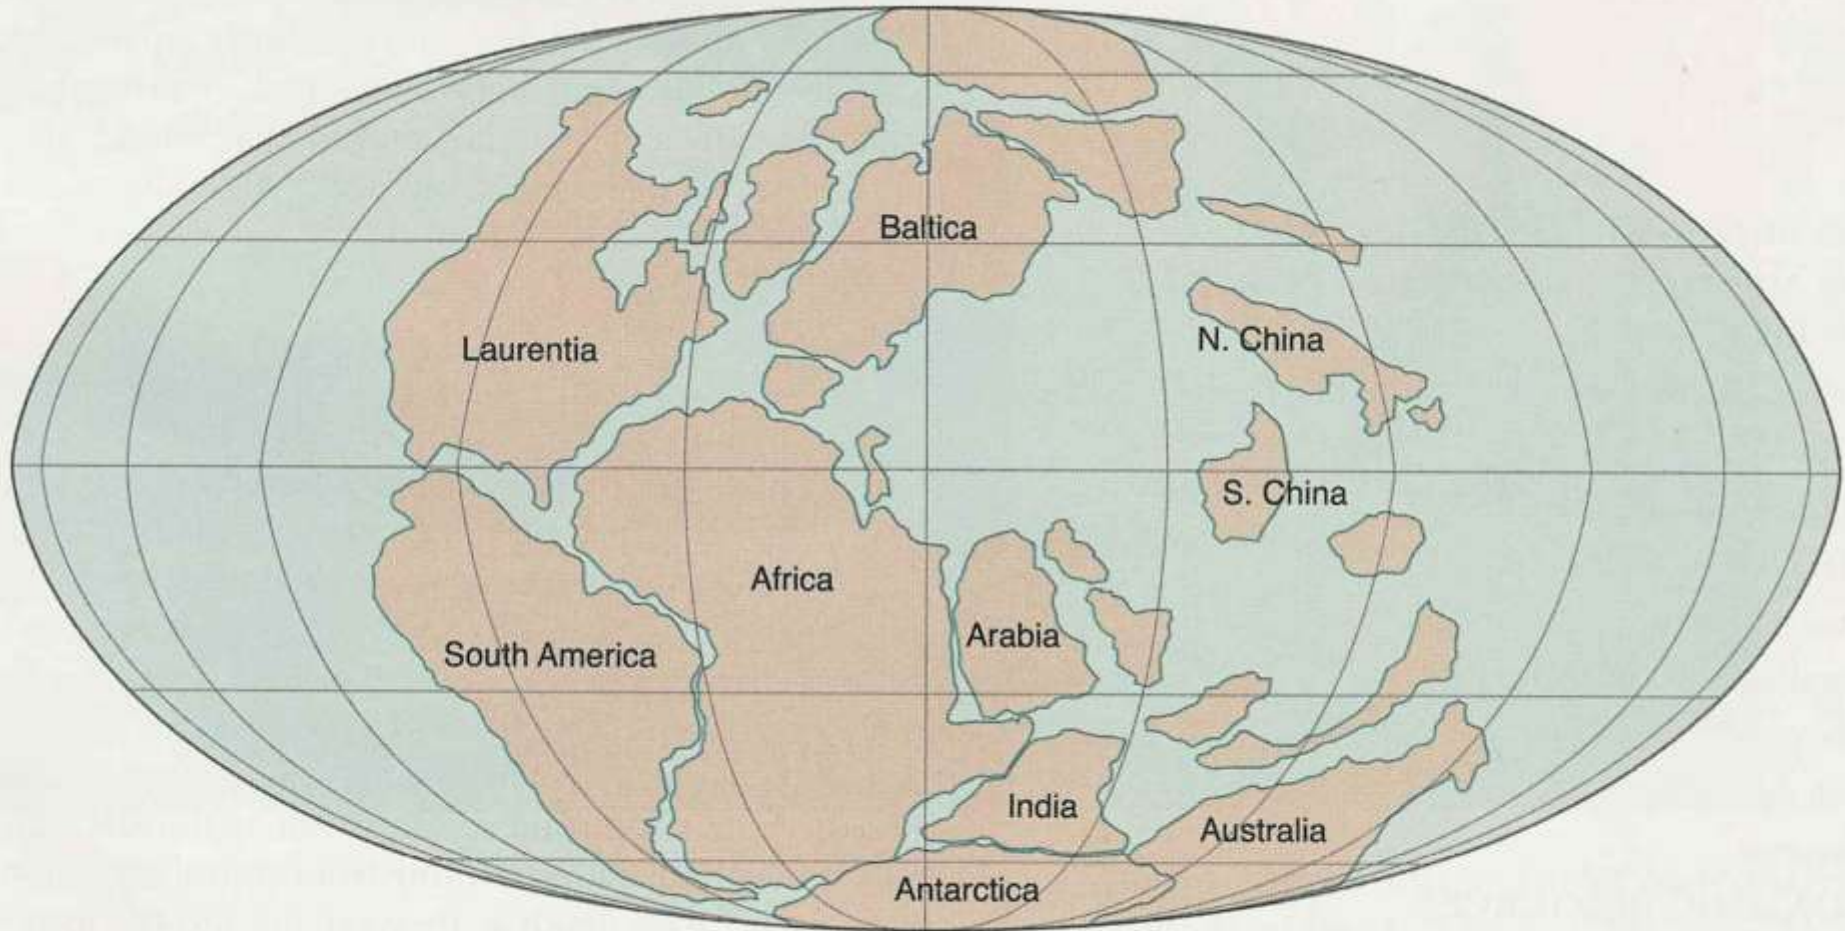 Baltica
Laurentia
N. China
S. China
Africa
Arabia
South America
India
Australia
Antarctica